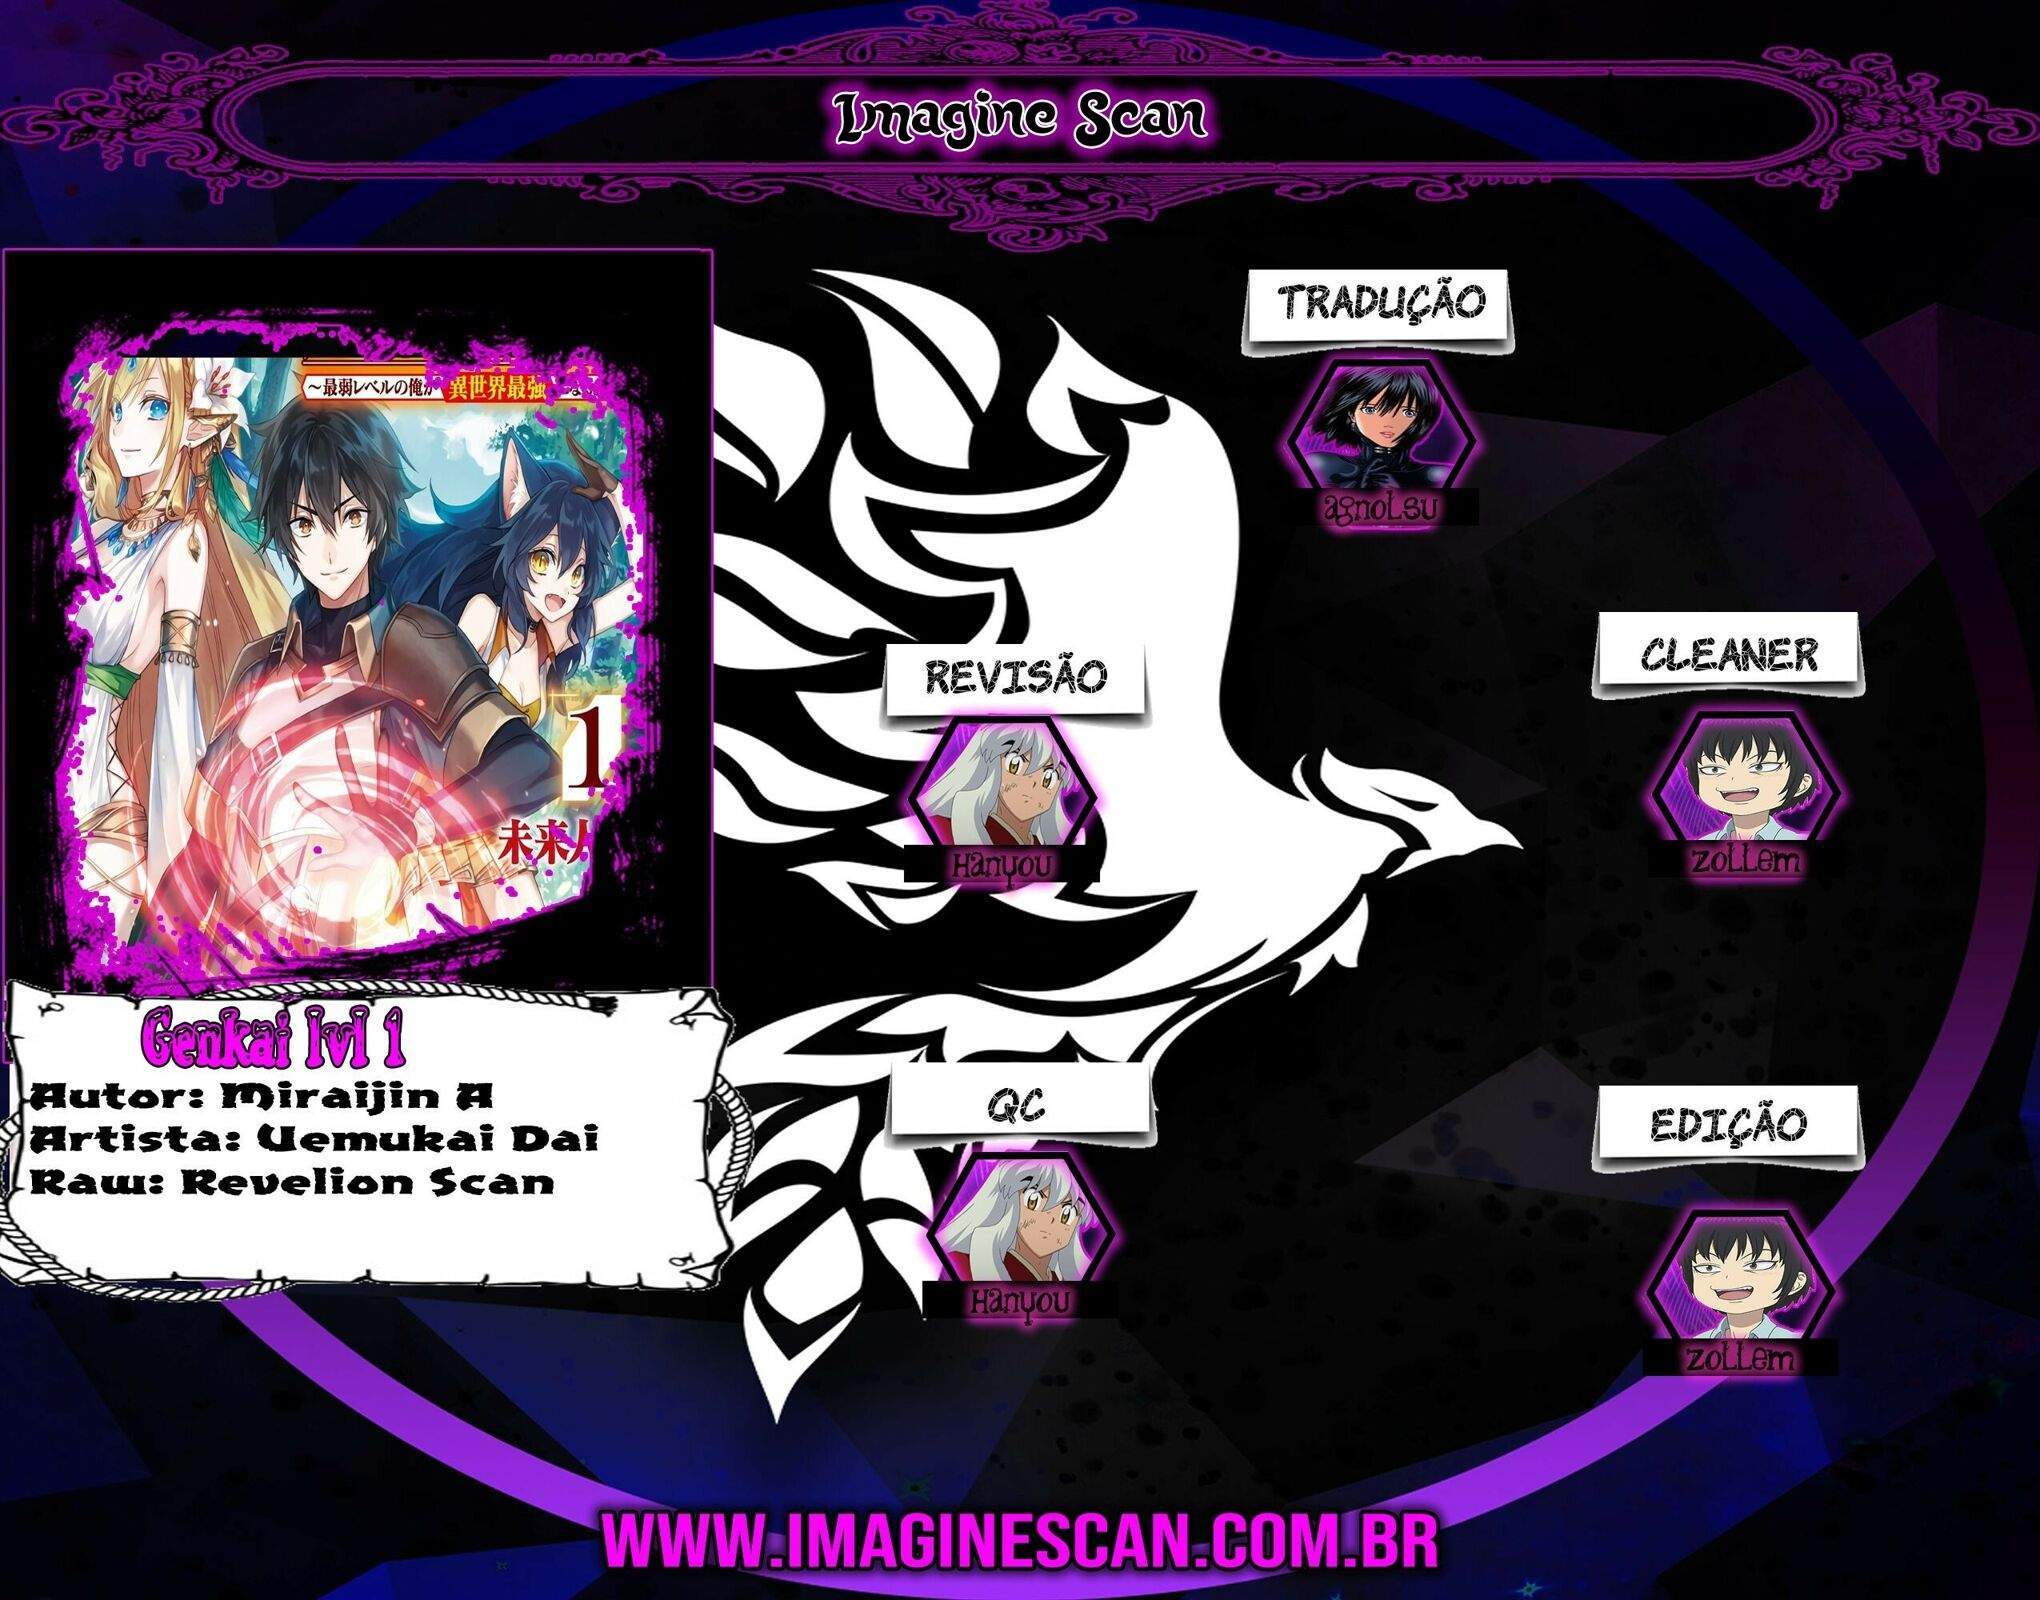 Imagine Scan
TRADUÇÃO
agnolsu
~最弱レベルの俺が
異世界最強
1
未来人
REVISÃO
Hanyou
CLEANER
zollem
Genkai lvl 1
Autor: Miraijin A
Artista: Uemukai Dai
Raw: Revelion Scan
QC
Hanyou
EDIÇÃO
zollem
WWW.IMAGINESCAN.COM.BR